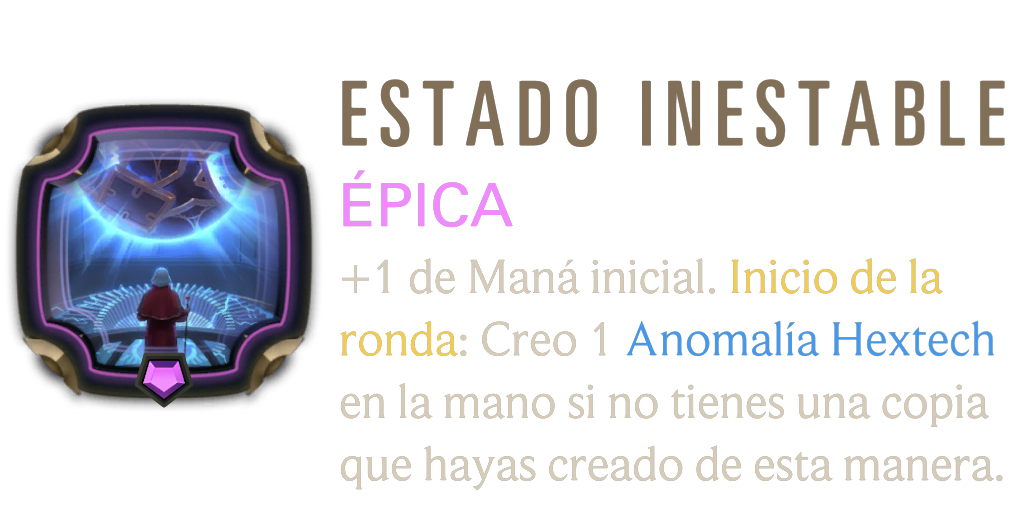 ESTADO INESTABLE
ÉPICA
+1 de Maná inicial. Inicio de la
ronda: Creo 1 Anomalía Hextech
en la mano si no tienes una copia
que hayas creado de esta manera.